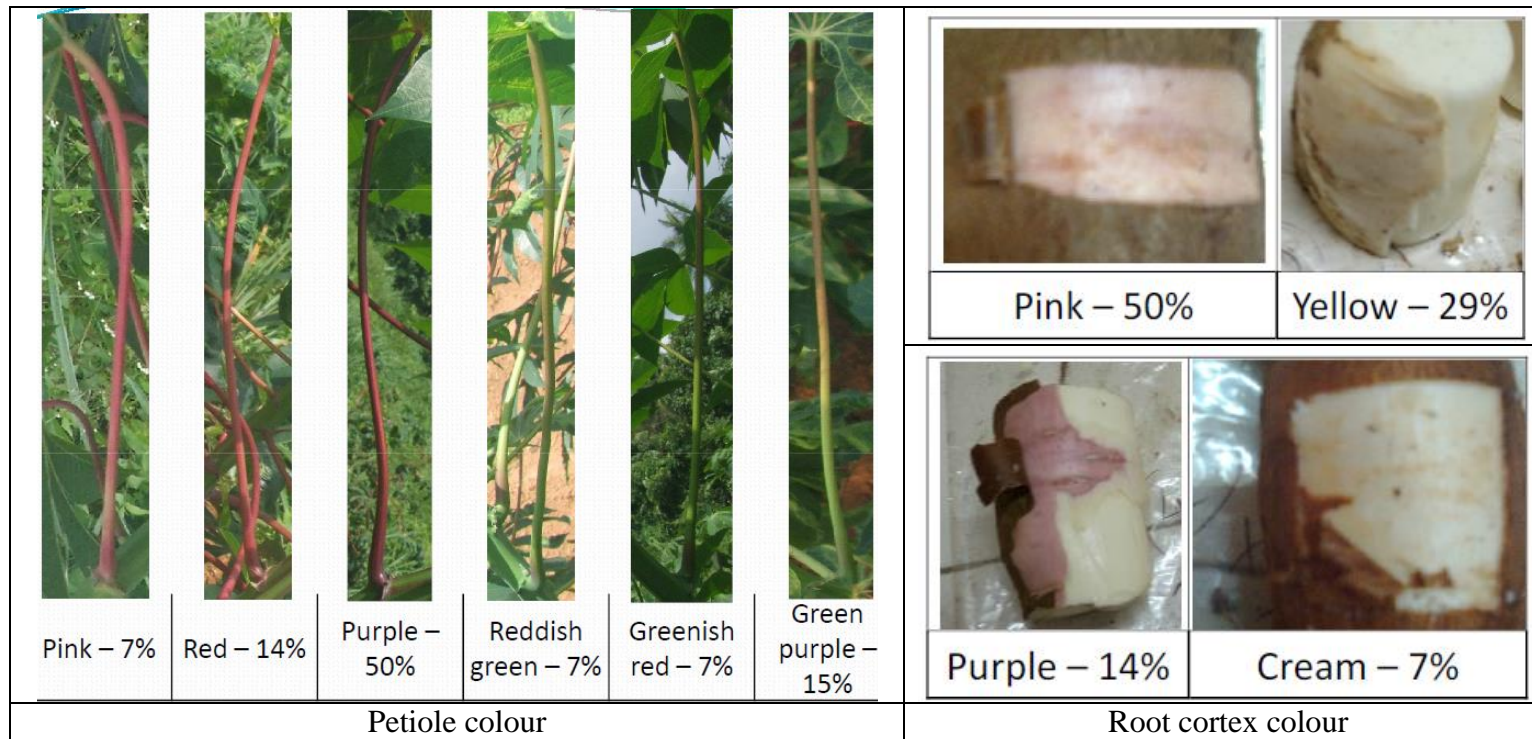 Pink – 7%
Red – 14%
Purple –
50%
Reddish
green – 7%
Greenish
red – 7%
Green
purple –
15%
Petiole colour
Pink – 50%
Yellow – 29%
Purple – 14%
Cream – 7%
Root cortex colour